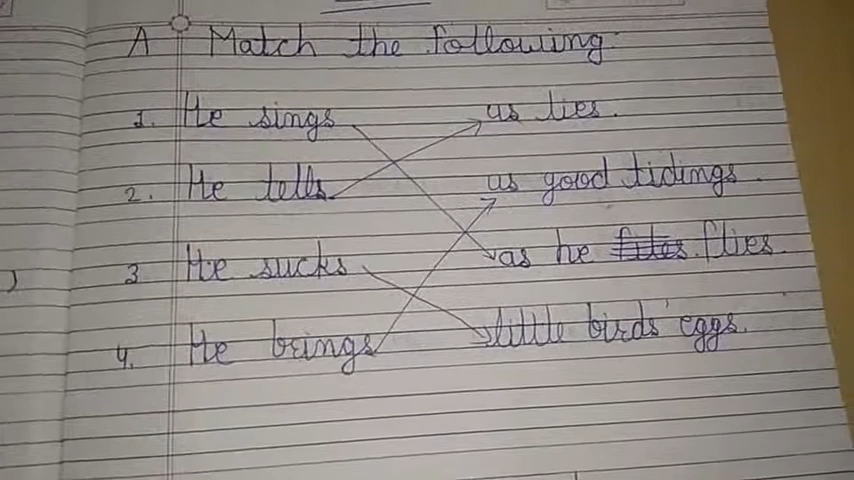 A Match the following
1. He sings as lies.
2. He tells as good tidings.
3 He sucks as he flies.
4. He brings little birds' eggs.